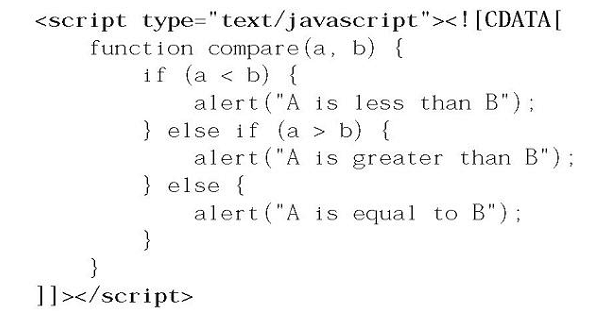 <script type="text/javascript"><![CDATA[
    function compare(a, b) {
        if (a < b) {
            alert("A is less than B");
        } else if (a > b) {
            alert("A is greater than B");
        } else {
            alert("A is equal to B");
        }
    }
]]></script>